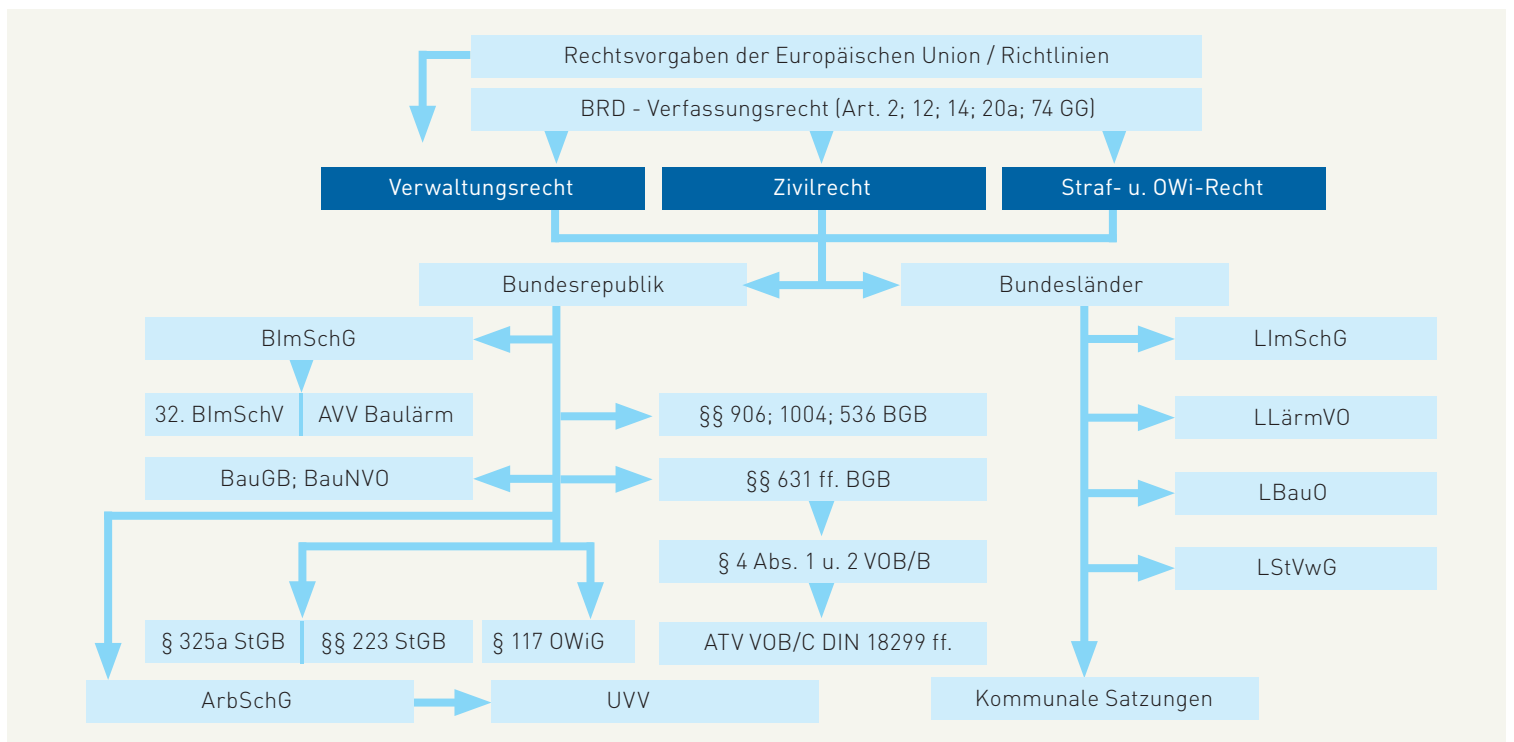 Rechtsvorgaben der Europäischen Union / Richtlinien
BRD - Verfassungsrecht (Art. 2; 12; 14; 20a; 74 GG)
Verwaltungsrecht
Zivilrecht
Straf- u. OWi-Recht
Bundesrepublik
Bundesländer
BImSchG
LImSchG
32. BImSchV
AVV Baulärm
§§ 906; 1004; 536 BGB
LLärmVO
BauGB; BauNVO
§§ 631 ff. BGB
LBauO
§ 4 Abs. 1 u. 2 VOB/B
LStVwG
§ 325a StGB
§§ 223 StGB
§ 117 OWiG
ATV VOB/C DIN 18299 ff.
ArbSchG
UVV
Kommunale Satzungen